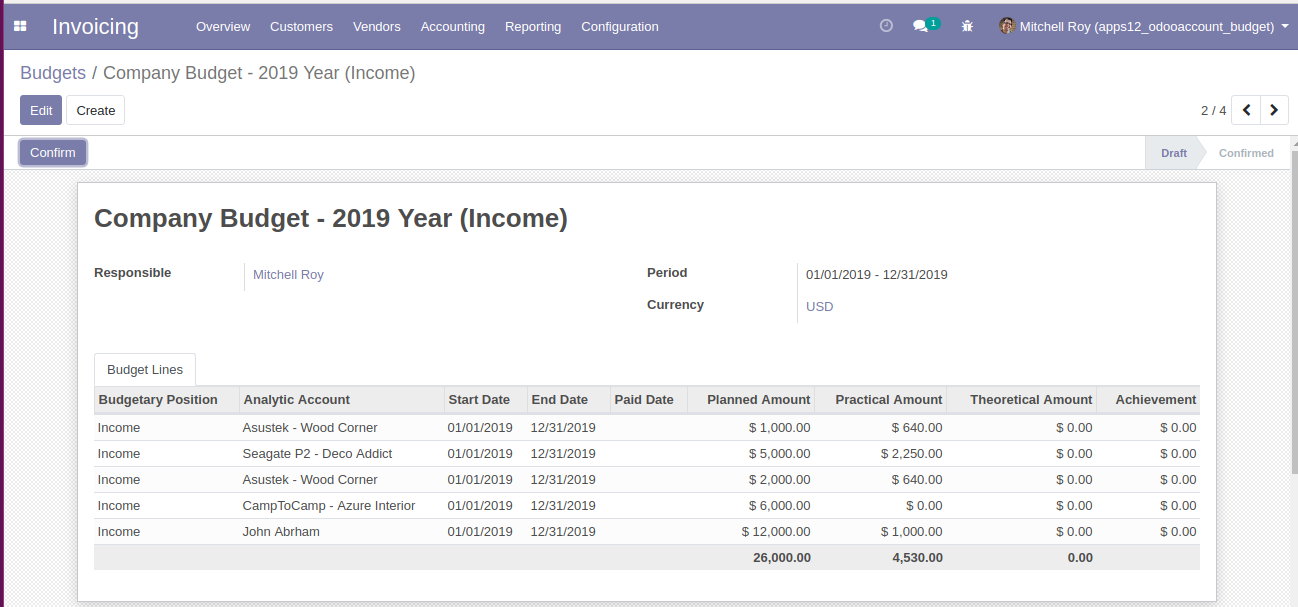 Invoicing Overview Customers Vendors Accounting Reporting Configuration 1 Mitchell Roy (apps12_odooaccount_budget)
Budgets / Company Budget - 2019 Year (Income)
Edit Create 2 / 4
Confirm Draft Confirmed
Company Budget - 2019 Year (Income)
Responsible Mitchell Roy Period 01/01/2019 - 12/31/2019
Currency USD
Budget Lines
Budgetary Position Analytic Account Start Date End Date Paid Date Planned Amount Practical Amount Theoretical Amount Achievement
Income Asustek - Wood Corner 01/01/2019 12/31/2019 $ 1,000.00 $ 640.00 $ 0.00 $ 0.00
Income Seagate P2 - Deco Addict 01/01/2019 12/31/2019 $ 5,000.00 $ 2,250.00 $ 0.00 $ 0.00
Income Asustek - Wood Corner 01/01/2019 12/31/2019 $ 2,000.00 $ 640.00 $ 0.00 $ 0.00
Income CampToCamp - Azure Interior 01/01/2019 12/31/2019 $ 6,000.00 $ 0.00 $ 0.00 $ 0.00
Income John Abrham 01/01/2019 12/31/2019 $ 12,000.00 $ 1,000.00 $ 0.00 $ 0.00
26,000.00 4,530.00 0.00